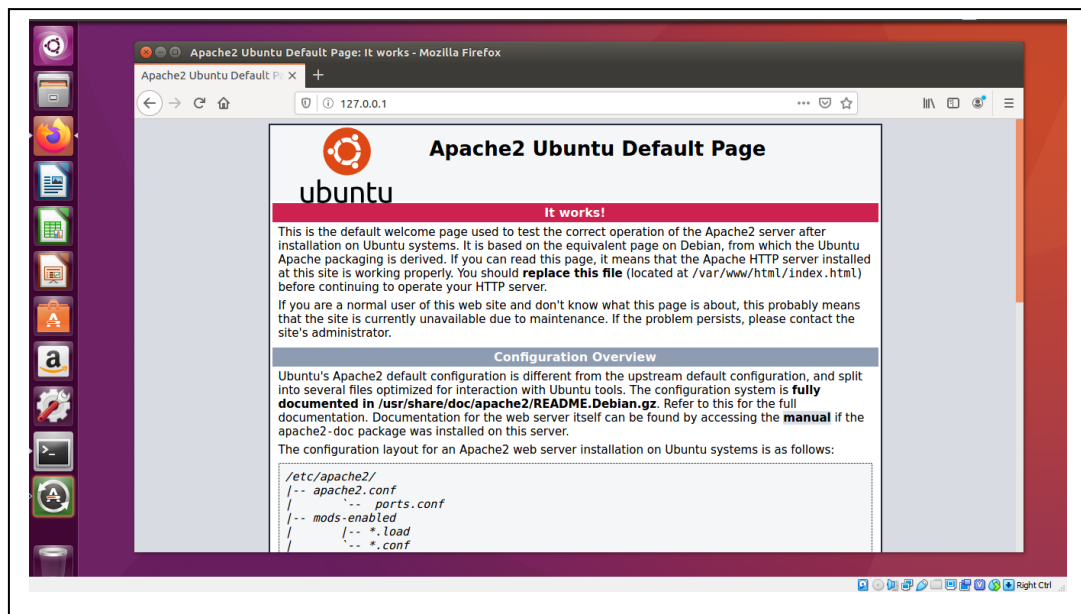 Apache2 Ubuntu Default Page: It works - Mozilla Firefox
Apache2 Ubuntu Default P
127.0.0.1
ubuntu
Apache2 Ubuntu Default Page
It works!
This is the default welcome page used to test the correct operation of the Apache2 server after
installation on Ubuntu systems. It is based on the equivalent page on Debian, from which the Ubuntu
Apache packaging is derived. If you can read this page, it means that the Apache HTTP server installed
at this site is working properly. You should replace this file (located at /var/www/html/index.html)
before continuing to operate your HTTP server.
If you are a normal user of this web site and don't know what this page is about, this probably means
that the site is currently unavailable due to maintenance. If the problem persists, please contact the
site's administrator.
Configuration Overview
Ubuntu's Apache2 default configuration is different from the upstream default configuration, and split
into several files optimized for interaction with Ubuntu tools. The configuration system is fully
documented in /usr/share/doc/apache2/README.Debian.gz. Refer to this for the full
documentation. Documentation for the web server itself can be found by accessing the manual if the
apache2-doc package was installed on this server.
The configuration layout for an Apache2 web server installation on Ubuntu systems is as follows:
/etc/apache2/
|-- apache2.conf
|       `--  ports.conf
|-- mods-enabled
|       |-- *.load
|       `-- *.conf
Right Ctrl